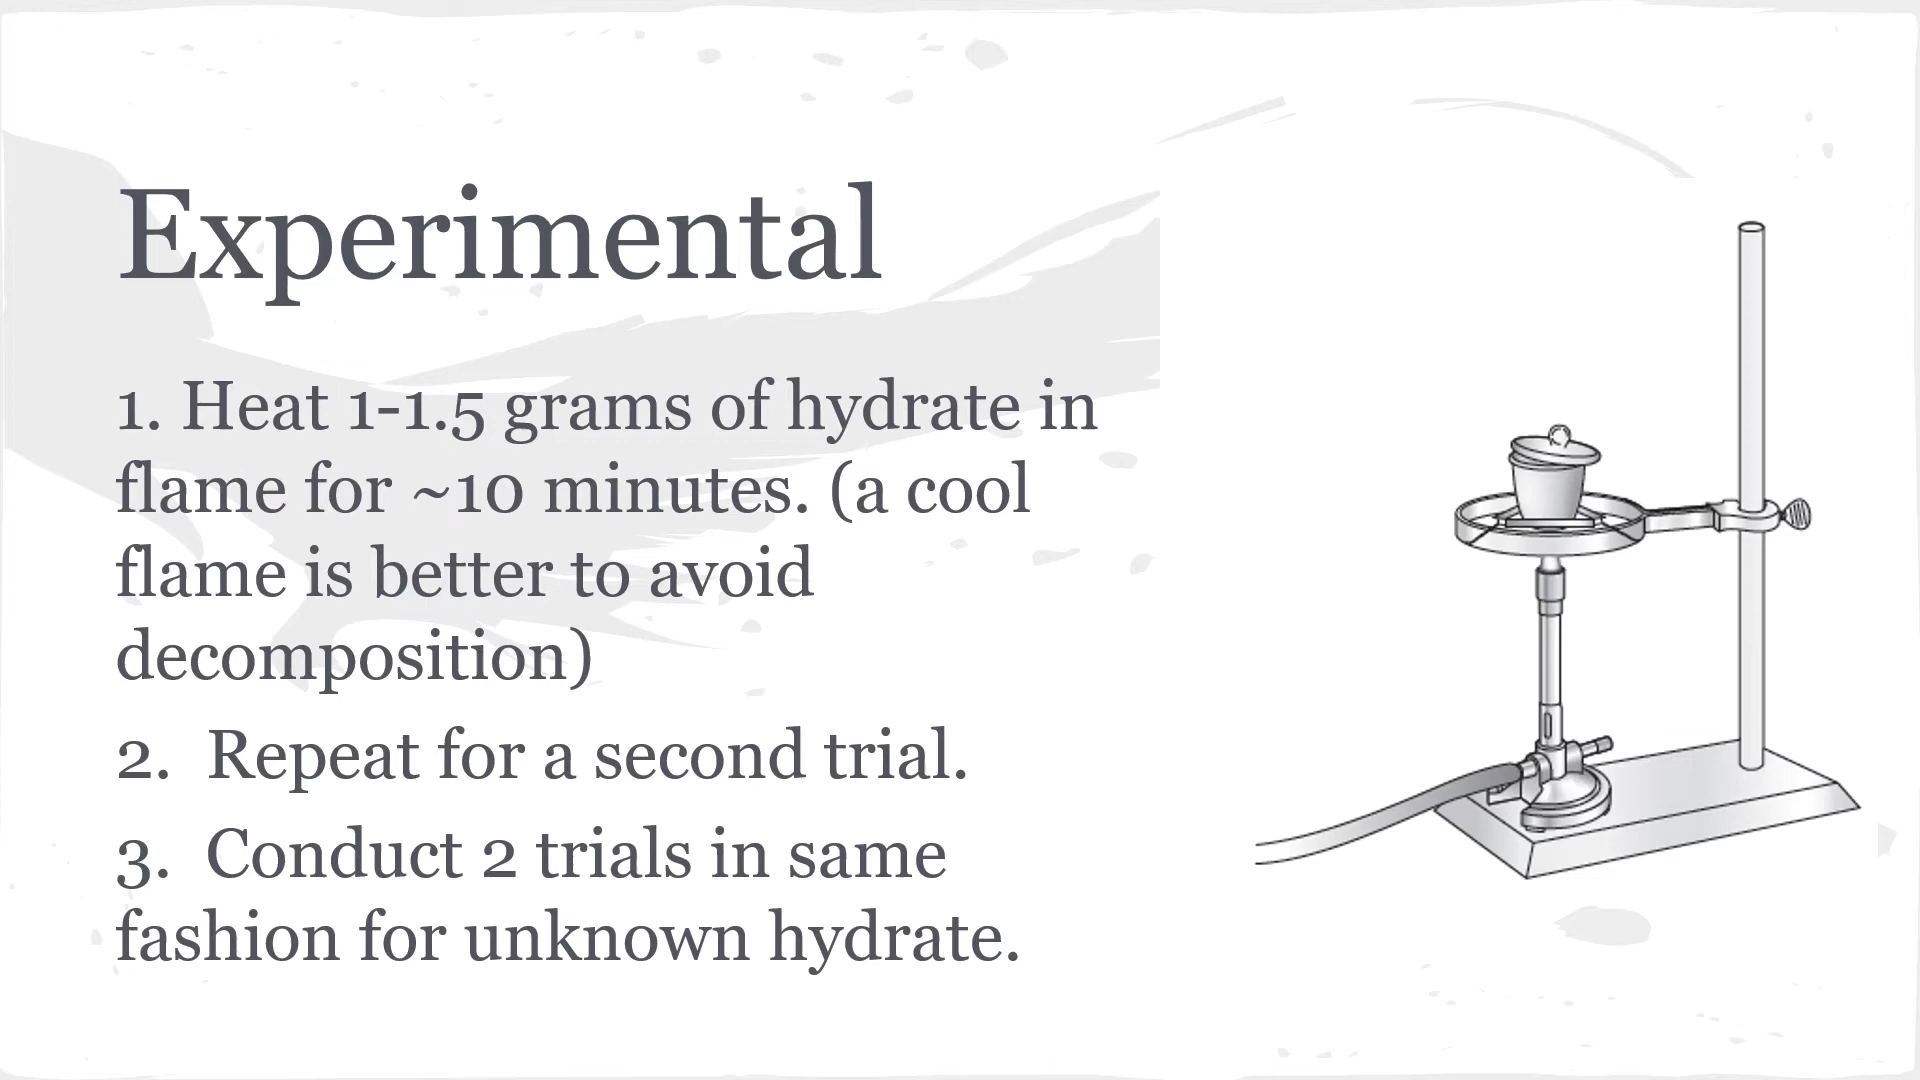 Experimental
1. Heat 1-1.5 grams of hydrate in
flame for ~10 minutes. (a cool
flame is better to avoid
decomposition)
2. Repeat for a second trial.
3. Conduct 2 trials in same
fashion for unknown hydrate.